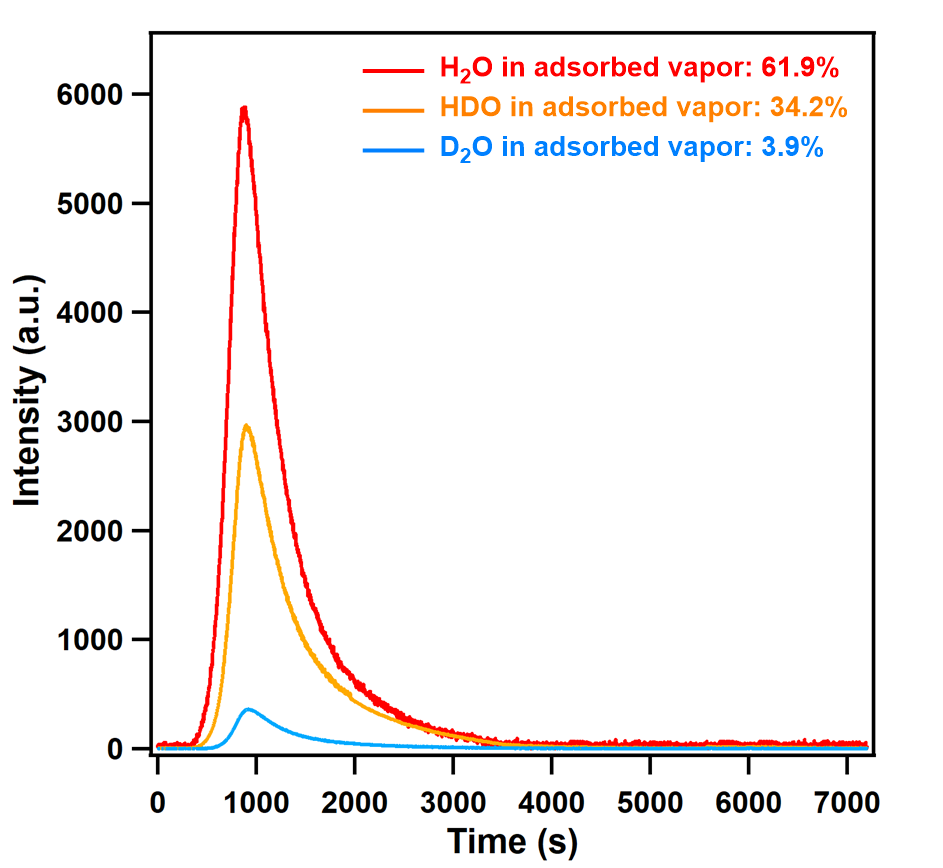 H₂O in adsorbed vapor: 61.9%
HDO in adsorbed vapor: 34.2%
D₂O in adsorbed vapor: 3.9%
Intensity (a.u.)
6000
5000
4000
3000
2000
1000
0
0 1000 2000 3000 4000 5000 6000 7000
Time (s)